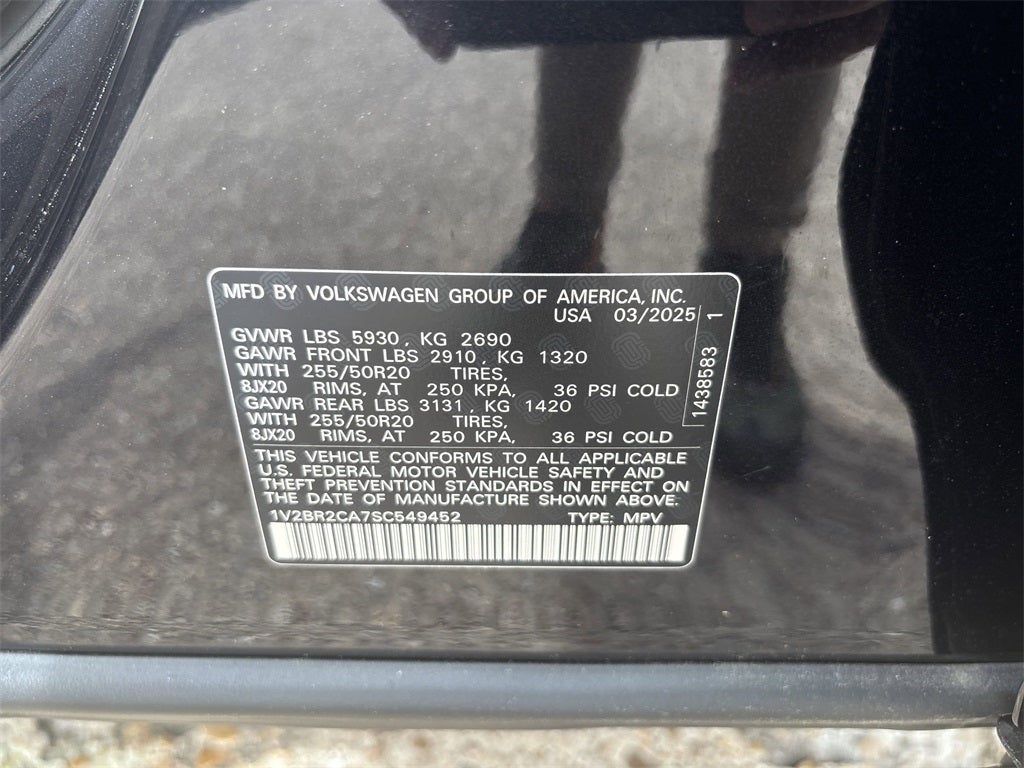 MFD BY VOLKSWAGEN GROUP OF AMERICA, INC.
USA 03/2025
GVWR LBS 5930, KG 2690
GAWR FRONT LBS 2910, KG 1320
WITH 255/50R20 TIRES,
8JX20 RIMS, AT 250 KPA, 36 PSI COLD
GAWR REAR LBS 3131, KG 1420
WITH 255/50R20 TIRES,
8JX20 RIMS, AT 250 KPA, 36 PSI COLD
THIS VEHICLE CONFORMS TO ALL APPLICABLE
U.S. FEDERAL MOTOR VEHICLE SAFETY AND
THEFT PREVENTION STANDARDS IN EFFECT ON
THE DATE OF MANUFACTURE SHOWN ABOVE.
1V2BR2CA7SC549452 TYPE: MPV
1438583 1